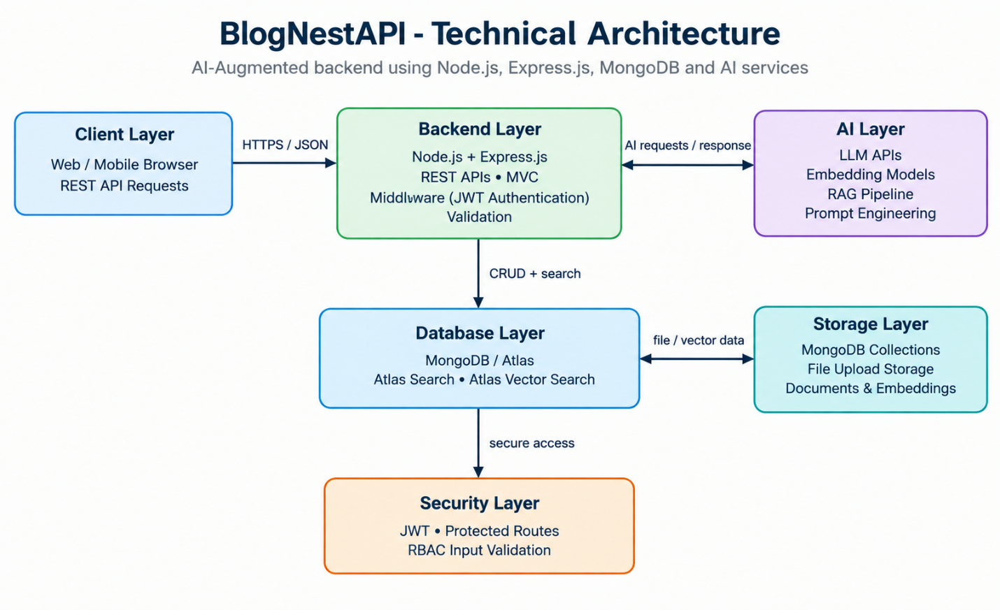 BlogNestAPI - Technical Architecture
AI-Augmented backend using Node.js, Express.js, MongoDB and AI services
Client Layer
Web / Mobile Browser
REST API Requests
HTTPS / JSON
Backend Layer
Node.js + Express.js
REST APIs • MVC
Middleware (JWT Authentication)
Validation
AI requests / response
AI Layer
LLM APIs
Embedding Models
RAG Pipeline
Prompt Engineering
CRUD + search
Database Layer
MongoDB / Atlas
Atlas Search • Atlas Vector Search
file / vector data
Storage Layer
MongoDB Collections
File Upload Storage
Documents & Embeddings
secure access
Security Layer
JWT • Protected Routes
RBAC Input Validation